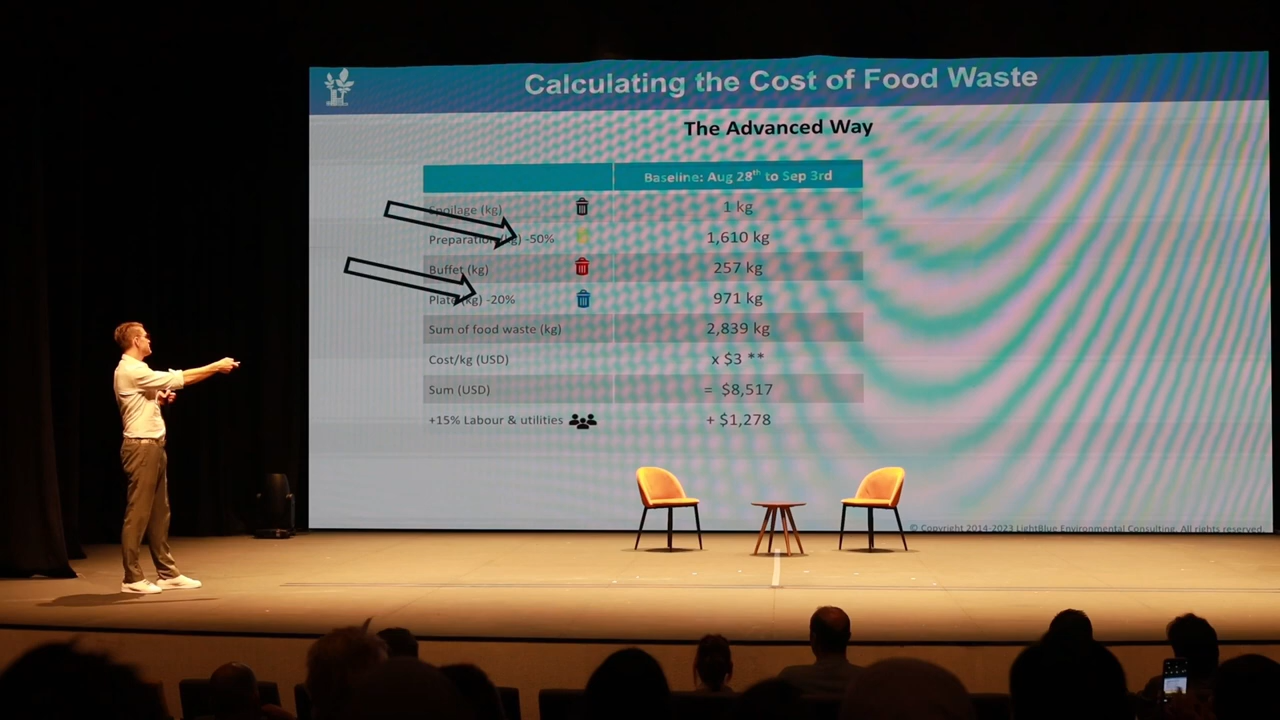 Calculating the Cost of Food Waste
The Advanced Way
Baseline: Aug 28th to Sep 3rd
Spoilage (kg) 1 kg
Preparation (kg) -50% 1,610 kg
Buffet (kg) 257 kg
Plate (kg) -20% 971 kg
Sum of food waste (kg) 2,839 kg
Cost/kg (USD) x $3 **
Sum (USD) = $8,517
+15% Labour & utilities + $1,278
© Copyright 2014-2023 LightBlue Environmental Consulting. All rights reserved.